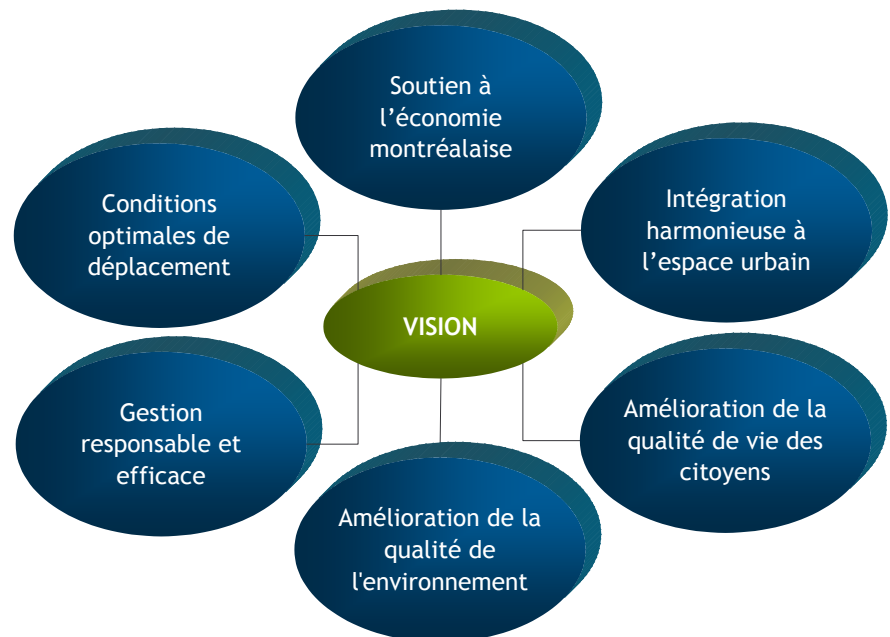 Soutien à
l’économie
montréalaise
Conditions
optimales de
déplacement
Intégration
harmonieuse à
l’espace urbain
VISION
Gestion
responsable et
efficace
Amélioration de la
qualité de vie des
citoyens
Amélioration de la
qualité de
l'environnement